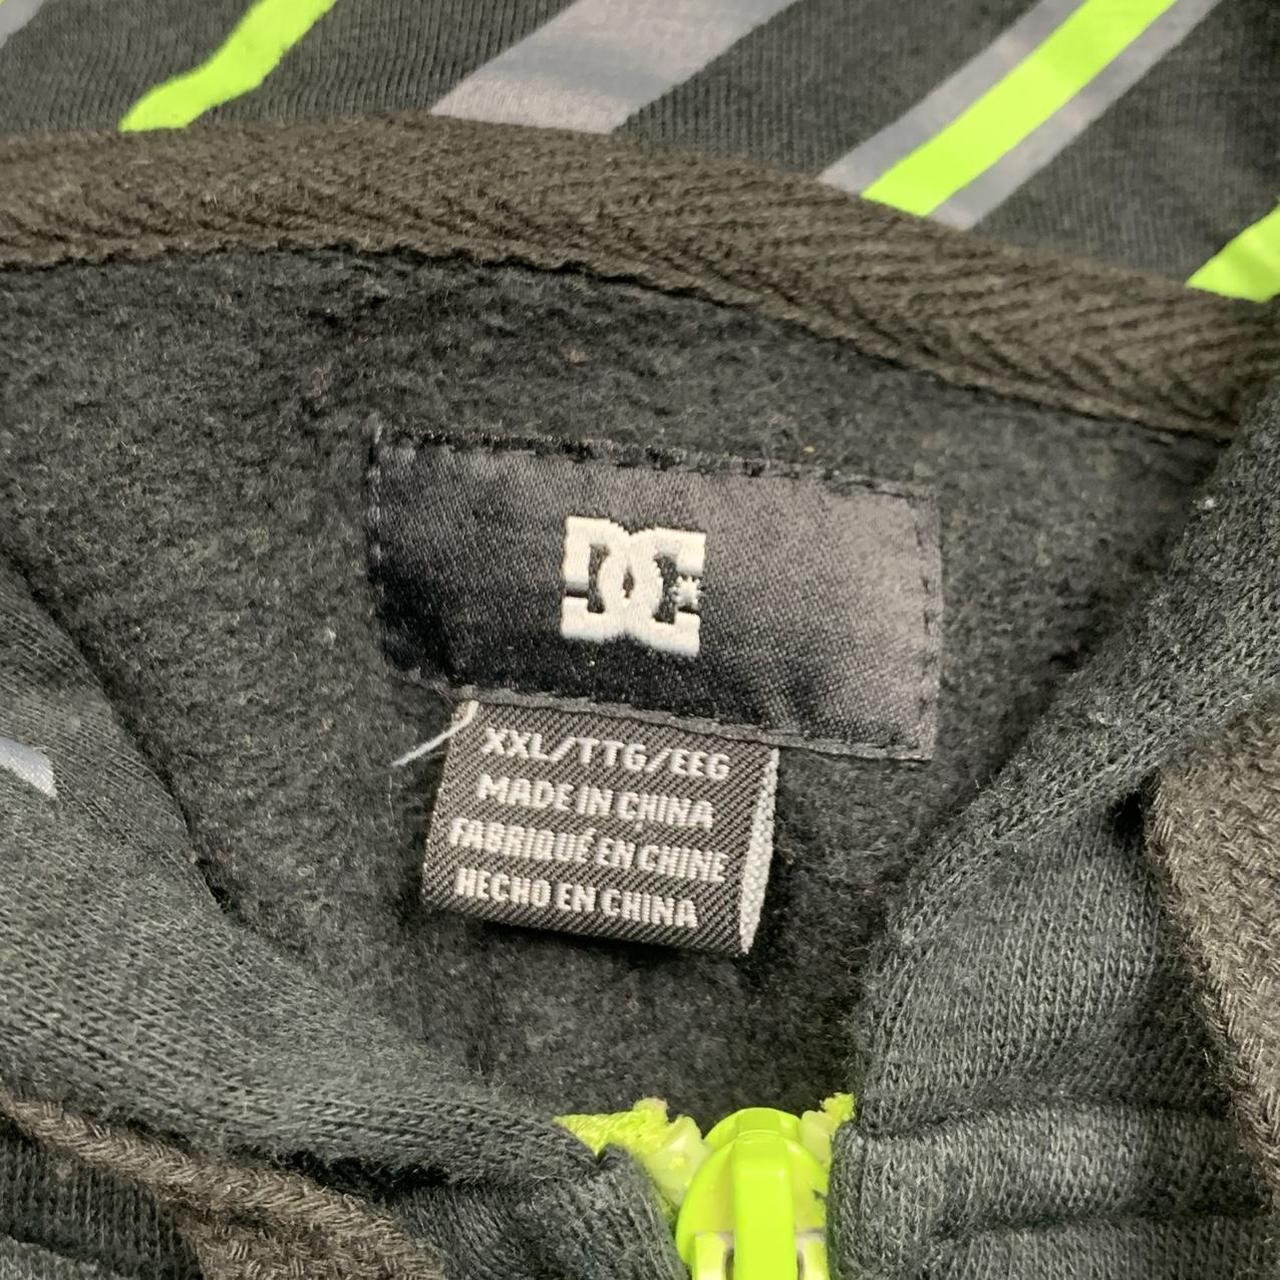 DC
XXL/TTG/EEG
MADE IN CHINA
FABRIQUÉ EN CHINE
HECHO EN CHINA